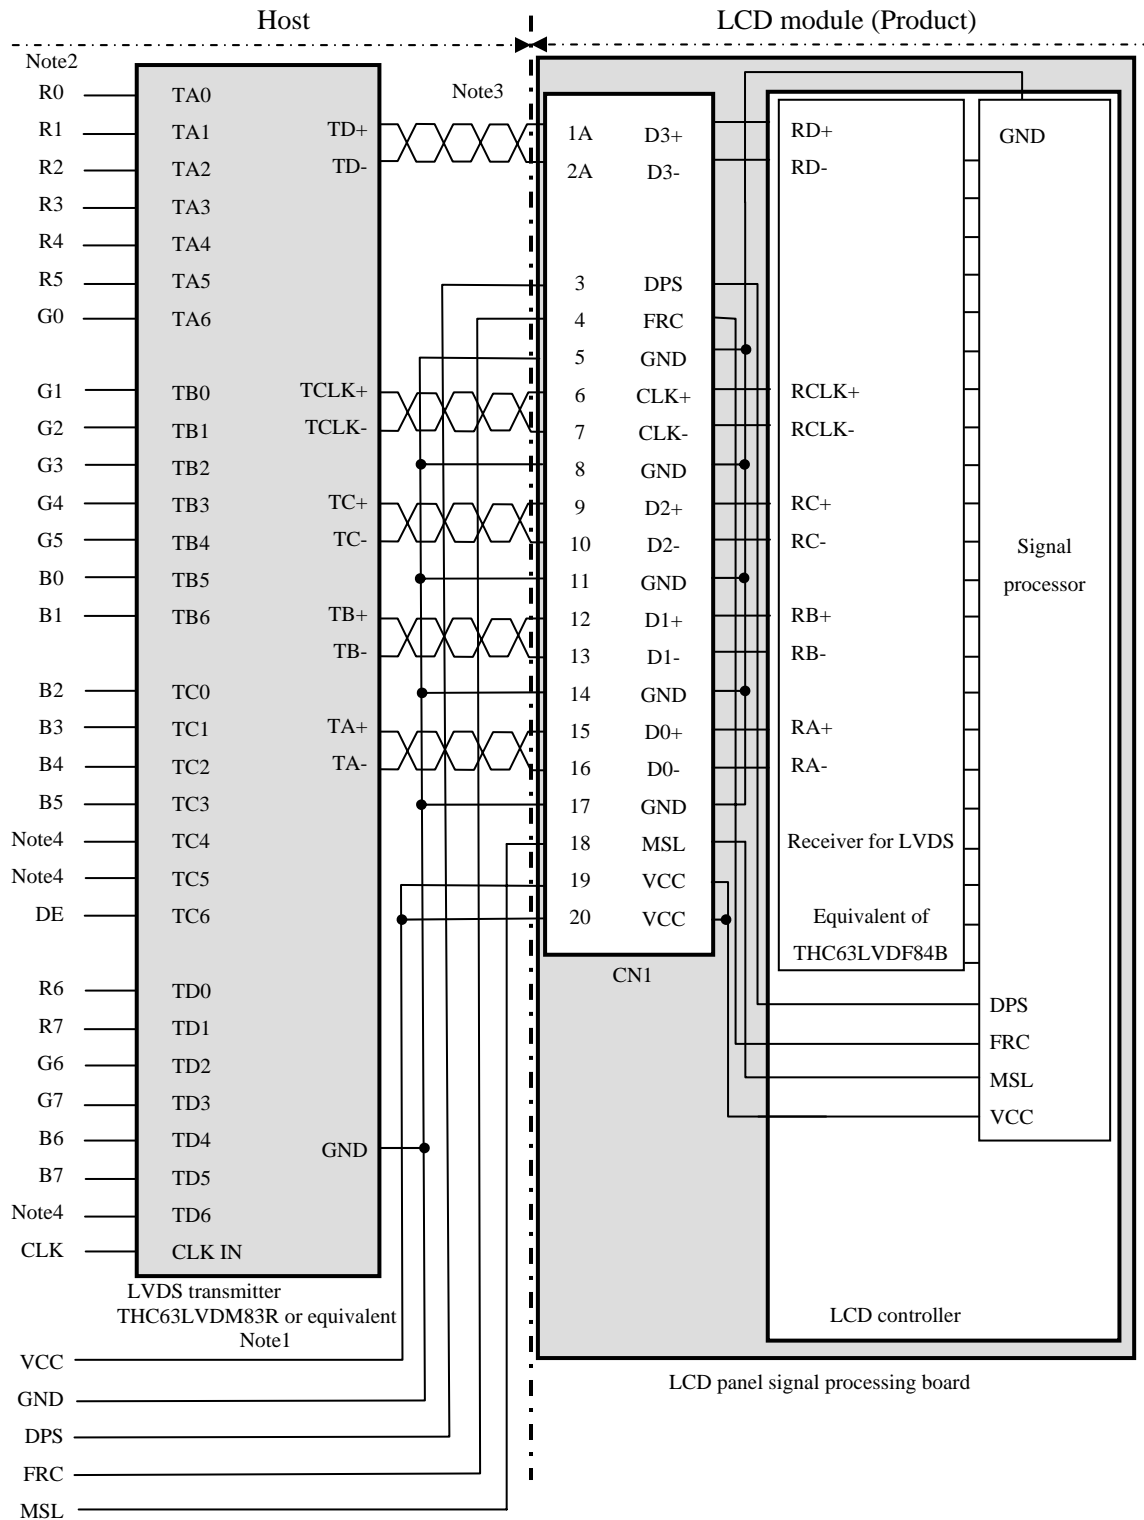 Host
LCD module (Product)
Note2
Note3
R0 TA0
R1 TA1 TD+ 1A D3+ RD+ GND
R2 TA2 TD- 2A D3- RD-
R3 TA3
R4 TA4
R5 TA5 3 DPS
G0 TA6 4 FRC
5 GND
G1 TB0 TCLK+ 6 CLK+ RCLK+
G2 TB1 TCLK- 7 CLK- RCLK-
G3 TB2 8 GND
G4 TB3 TC+ 9 D2+ RC+
G5 TB4 TC- 10 D2- RC- Signal
B0 TB5 11 GND processor
B1 TB6 TB+ 12 D1+ RB+
TB- 13 D1- RB-
B2 TC0 14 GND
B3 TC1 TA+ 15 D0+ RA+
B4 TC2 TA- 16 D0- RA-
B5 TC3 17 GND
Note4 TC4 18 MSL Receiver for LVDS
Note4 TC5 19 VCC
DE TC6 20 VCC Equivalent of
THC63LVDF84B
CN1
R6 TD0 DPS
R7 TD1 FRC
G6 TD2 MSL
G7 TD3 VCC
B6 TD4 GND
B7 TD5
Note4 TD6
CLK CLK IN
LVDS transmitter
THC63LVDM83R or equivalent
Note1
LCD controller
LCD panel signal processing board
VCC
GND
DPS
FRC
MSL